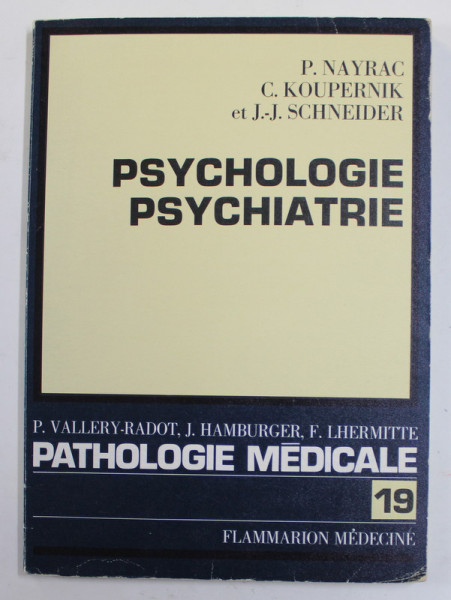 P. NAYRAC
C. KOUPERNIK
et J.-J. SCHNEIDER
PSYCHOLOGIE
PSYCHIATRIE
P. VALLERY-RADOT, J. HAMBURGER, F. LHERMITTE
PATHOLOGIE MÉDICALE
19
FLAMMARION MÉDECINE